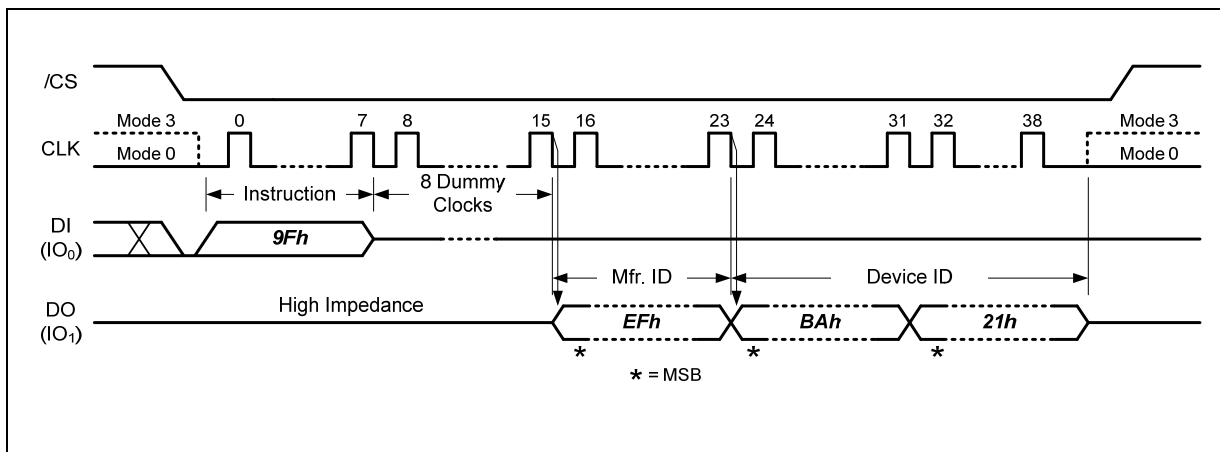 /CS
Mode 3 0 7 8 15 16 23 24 31 32 38 Mode 3
CLK
Mode 0 Mode 0
Instruction 8 Dummy Clocks
DI
(IO0)
9Fh
Mfr. ID Device ID
DO
(IO1)
High Impedance
EFh BAh 21h
* * *
* = MSB